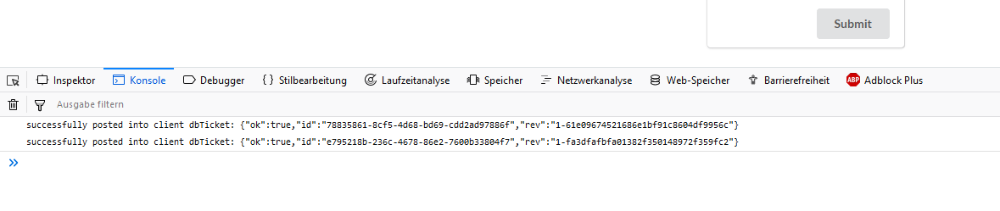 Submit
Inspektor Konsole Debugger { } Stilbearbeitung Laufzeitanalyse Speicher Netzwerkanalyse Web-Speicher Barrierefreiheit ABP Adblock Plus
Ausgabe filtern
successfully posted into client dbTicket: {"ok":true,"id":"78835861-8cf5-4d68-bd69-cdd2ad97886f","rev":"1-61e09674521686e1bf91c8604df9956c"}
successfully posted into client dbTicket: {"ok":true,"id":"e795218b-236c-4678-86e2-7600b33804f7","rev":"1-fa3dfafbfa01382f350148972f359fc2"}
»